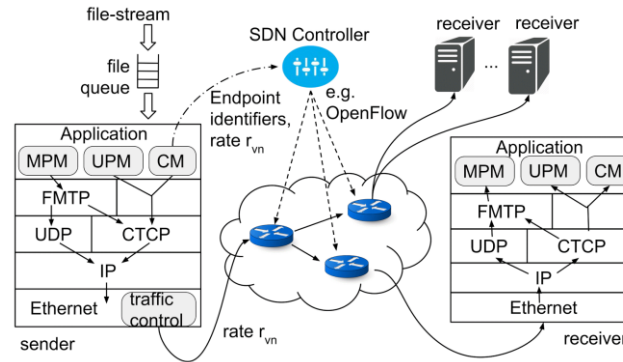 file-stream
file
queue
SDN Controller
receiver
receiver
...
Endpoint
identifiers,
rate r_vn
e.g.
OpenFlow
Application
MPM
UPM
CM
FMTP
UDP
CTCP
IP
Ethernet
traffic
control
sender
rate r_vn
Application
MPM
UPM
CM
FMTP
UDP
CTCP
IP
Ethernet
receiver